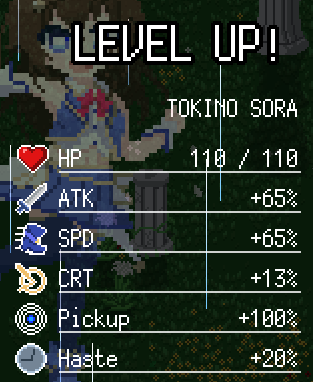 LEVEL UP!
TOKINO SORA
HP 110 / 110
ATK +65%
SPD +65%
CRT +13%
Pickup +100%
Haste +20%